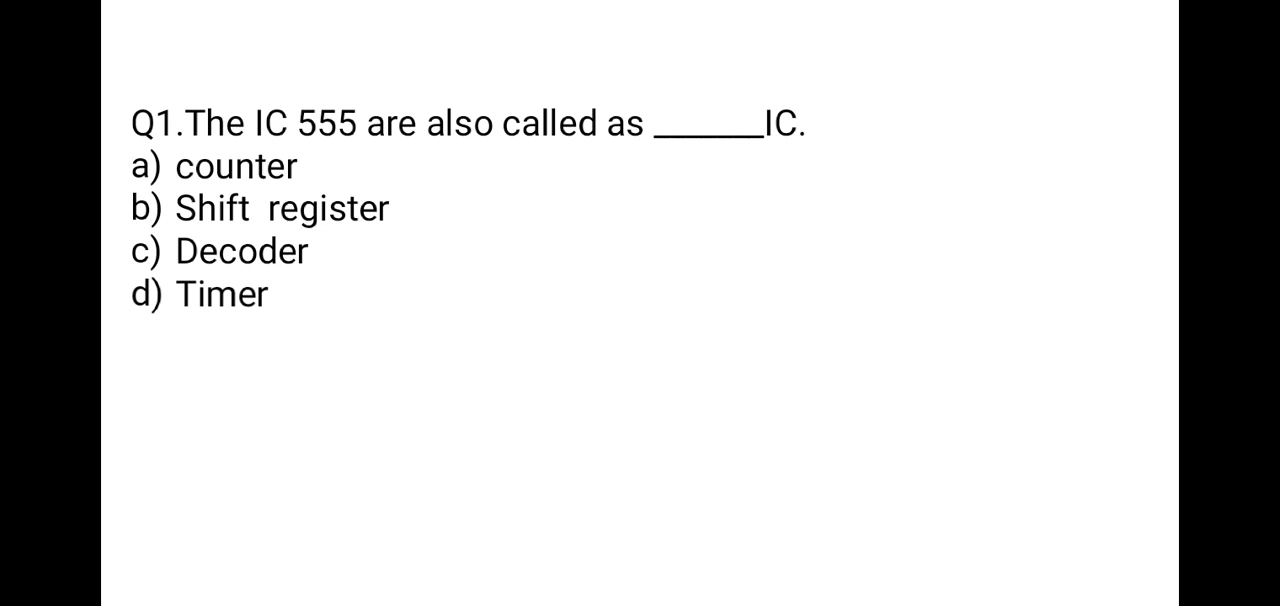 Q1.The IC 555 are also called as ______IC.
a) counter
b) Shift  register
c) Decoder
d) Timer